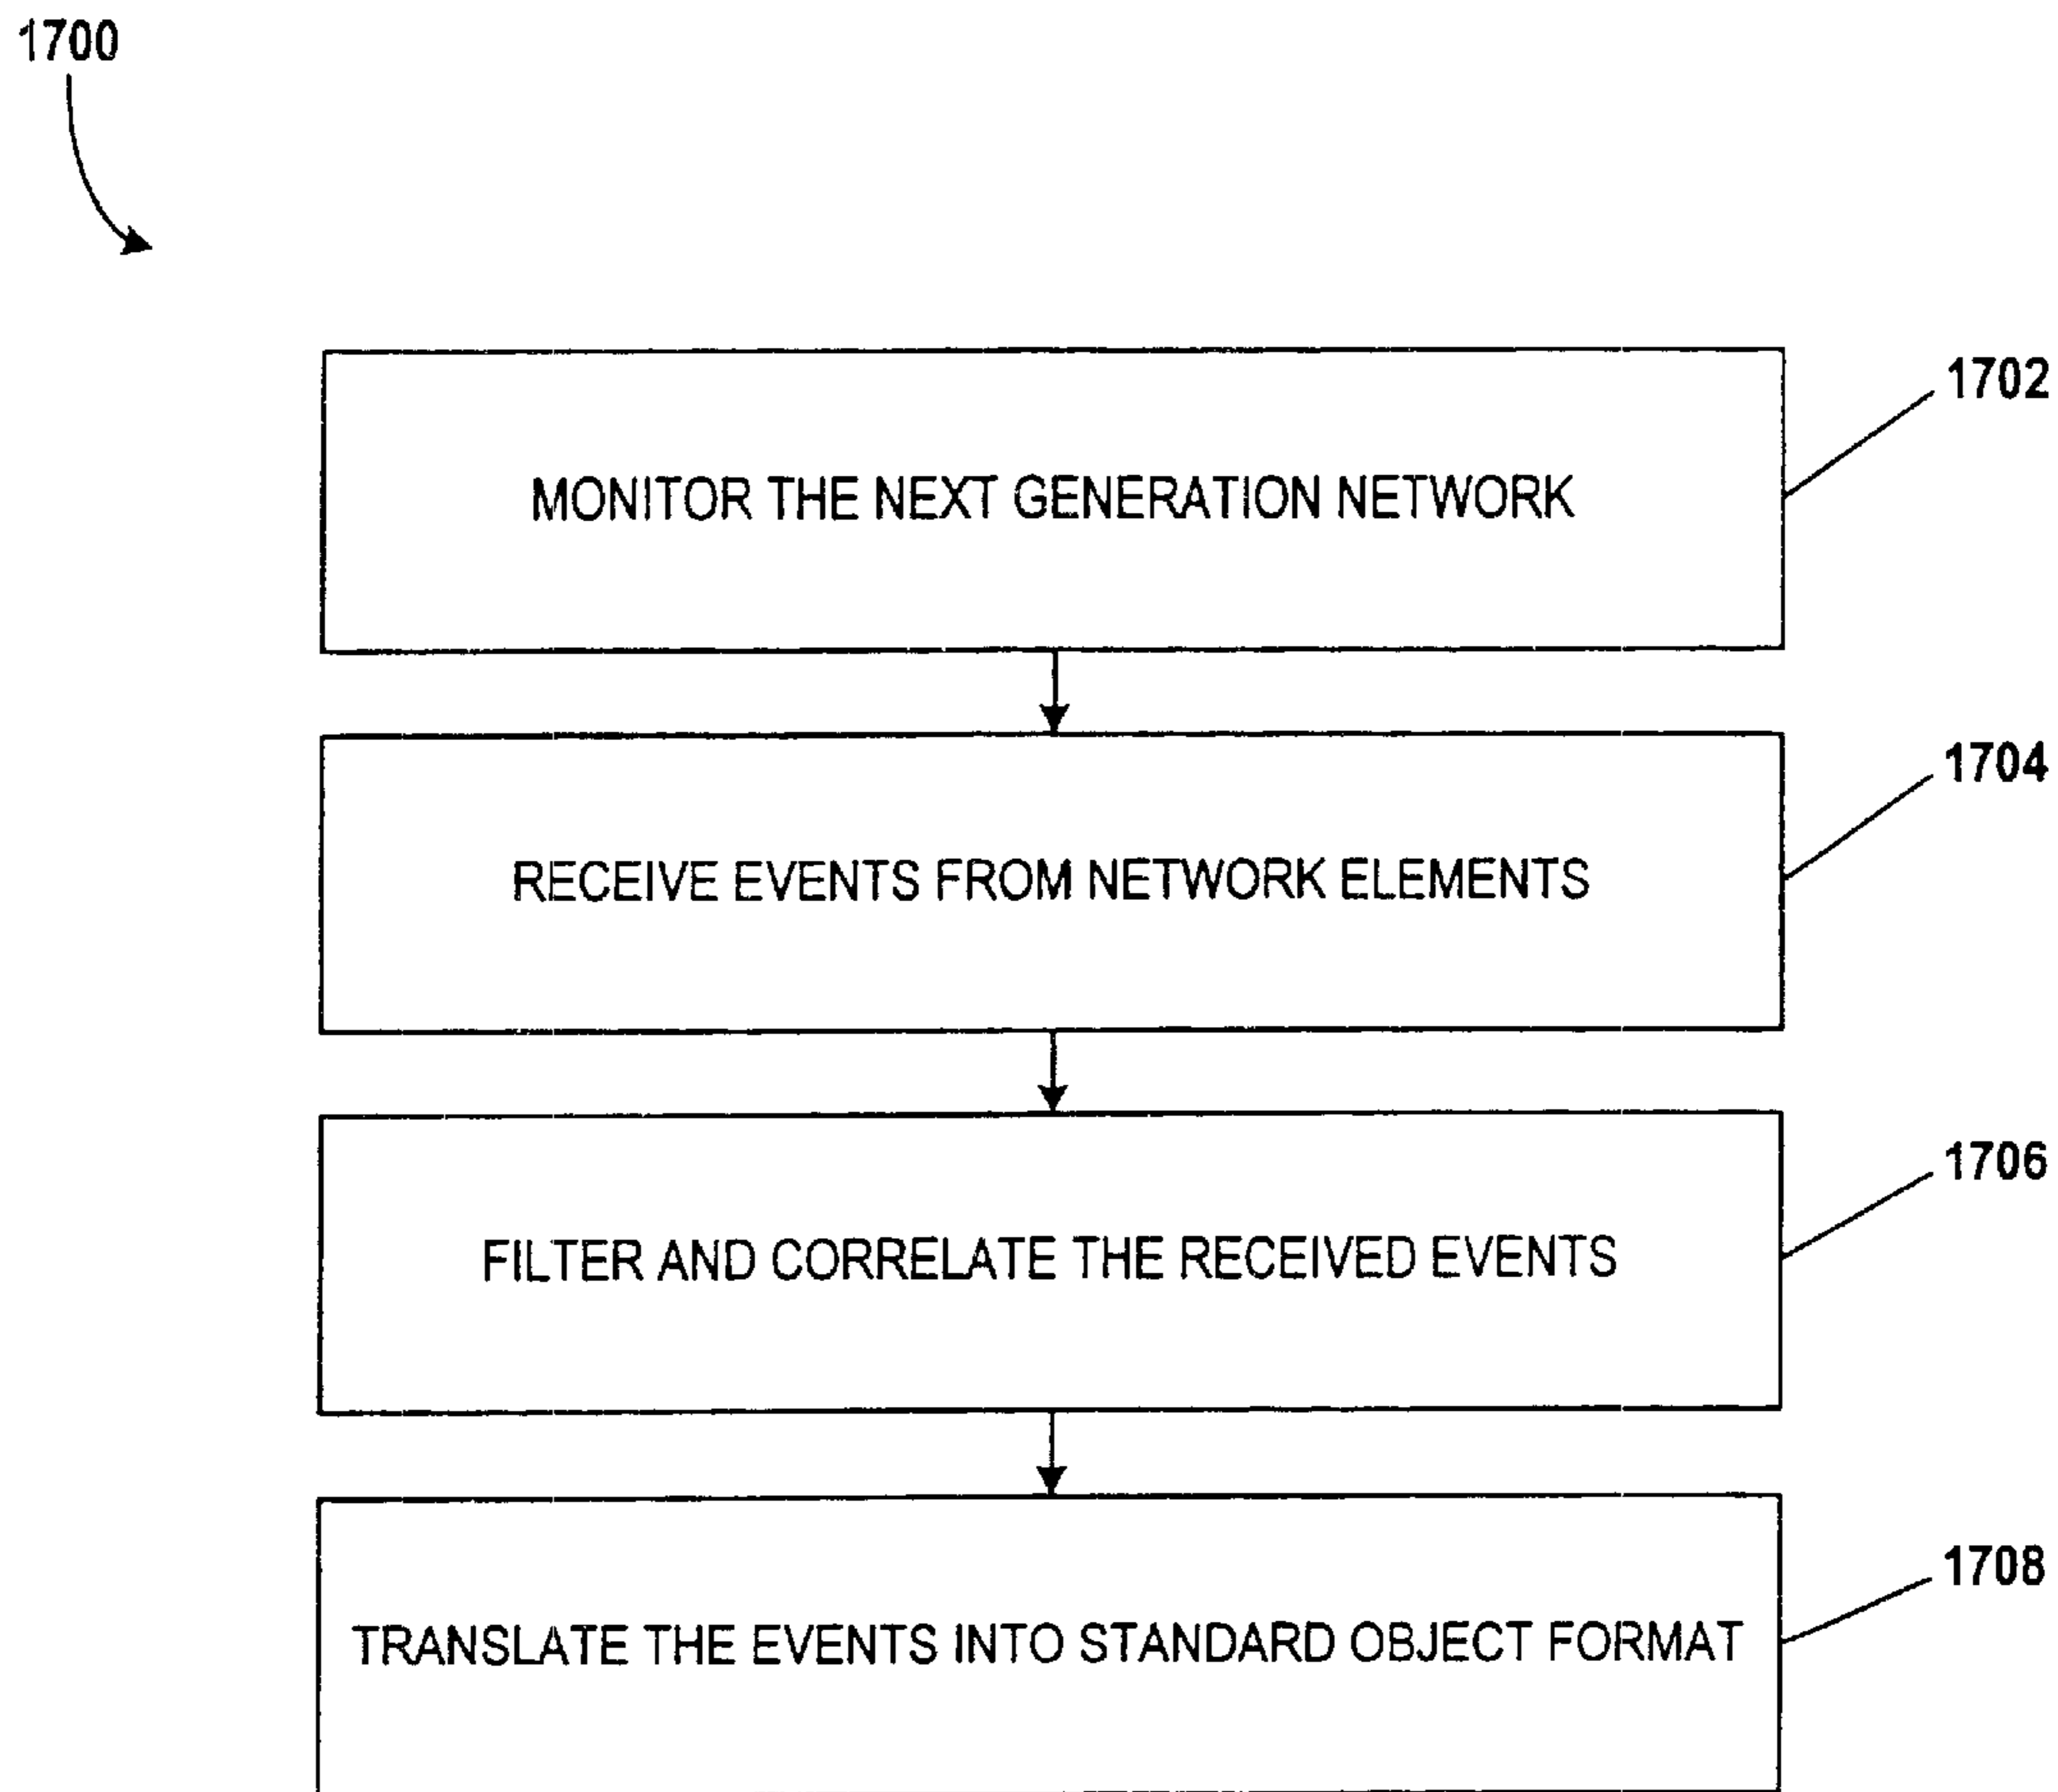 1700
1702
MONITOR THE NEXT GENERATION NETWORK
1704
RECEIVE EVENTS FROM NETWORK ELEMENTS
1706
FILTER AND CORRELATE THE RECEIVED EVENTS
1708
TRANSLATE THE EVENTS INTO STANDARD OBJECT FORMAT